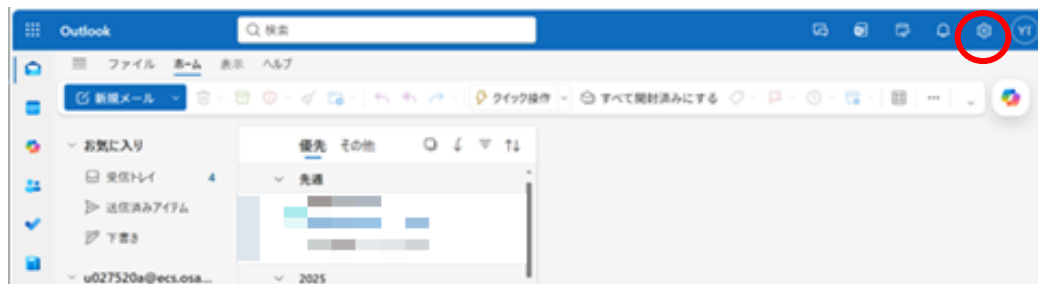 Outlook
検索
YT
ファイル ホーム 表示 ヘルプ
新規メール クイック操作 すべて開封済みにする
お気に入り
優先 その他
受信トレイ 4
先週
送信済みアイテム
下書き
u027520a@ecs.osa...
2025